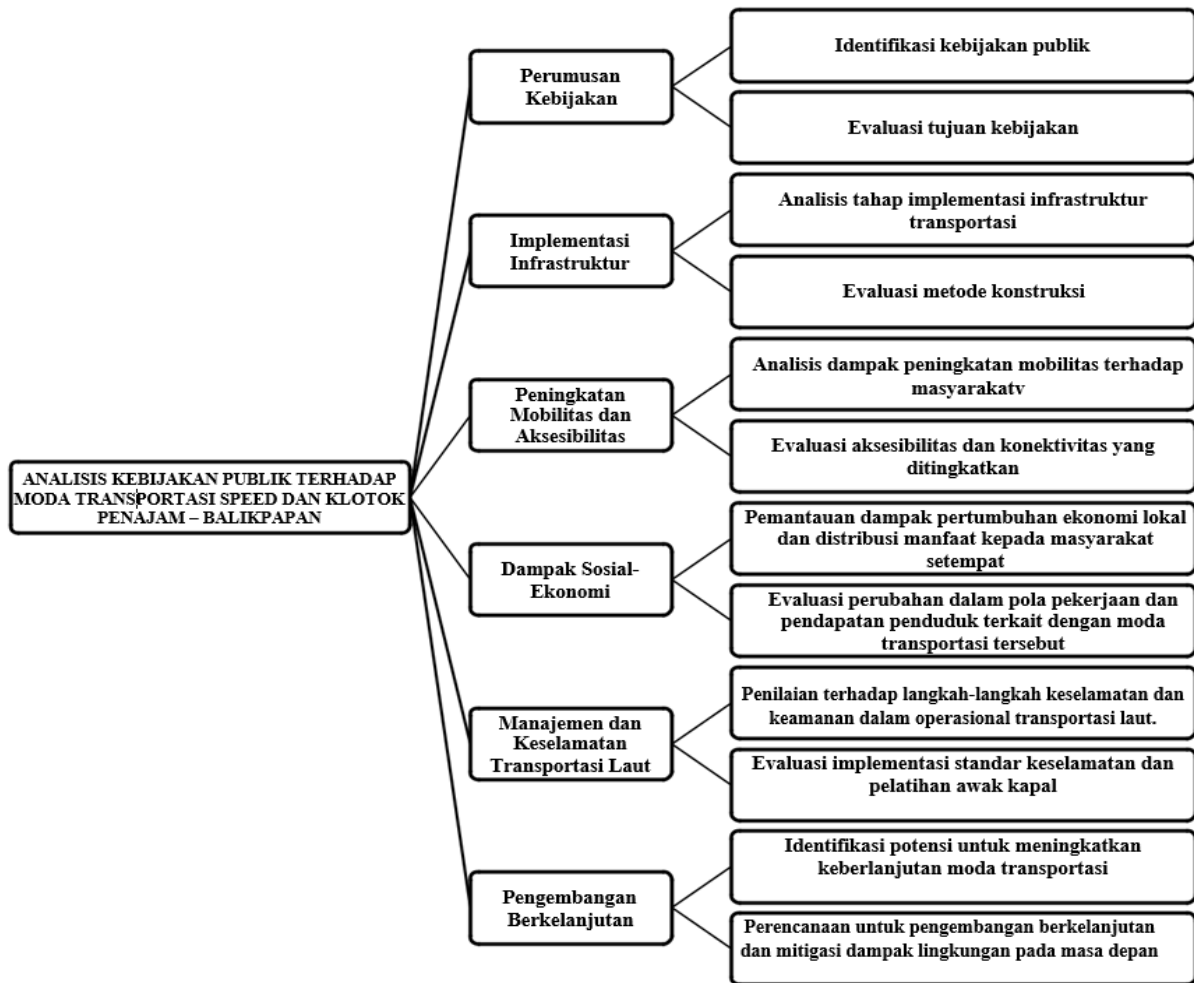 ANALISIS KEBIJAKAN PUBLIK TERHADAP
MODA TRANSPORTASI SPEED DAN KLOTOK
PENAJAM – BALIKPAPAN
Perumusan
Kebijakan
Identifikasi kebijakan publik
Evaluasi tujuan kebijakan
Implementasi
Infrastruktur
Analisis tahap implementasi infrastruktur
transportasi
Evaluasi metode konstruksi
Peningkatan
Mobilitas dan
Aksesibilitas
Analisis dampak peningkatan mobilitas terhadap
masyarakatv
Evaluasi aksesibilitas dan konektivitas yang
ditingkatkan
Dampak Sosial-
Ekonomi
Pemantauan dampak pertumbuhan ekonomi lokal
dan distribusi manfaat kepada masyarakat
setempat
Evaluasi perubahan dalam pola pekerjaan dan
pendapatan penduduk terkait dengan moda
transportasi tersebut
Manajemen dan
Keselamatan
Transportasi Laut
Penilaian terhadap langkah-langkah keselamatan dan
keamanan dalam operasional transportasi laut.
Evaluasi implementasi standar keselamatan dan
pelatihan awak kapal
Pengembangan
Berkelanjutan
Identifikasi potensi untuk meningkatkan
keberlanjutan moda transportasi
Perencanaan untuk pengembangan berkelanjutan
dan mitigasi dampak lingkungan pada masa depan